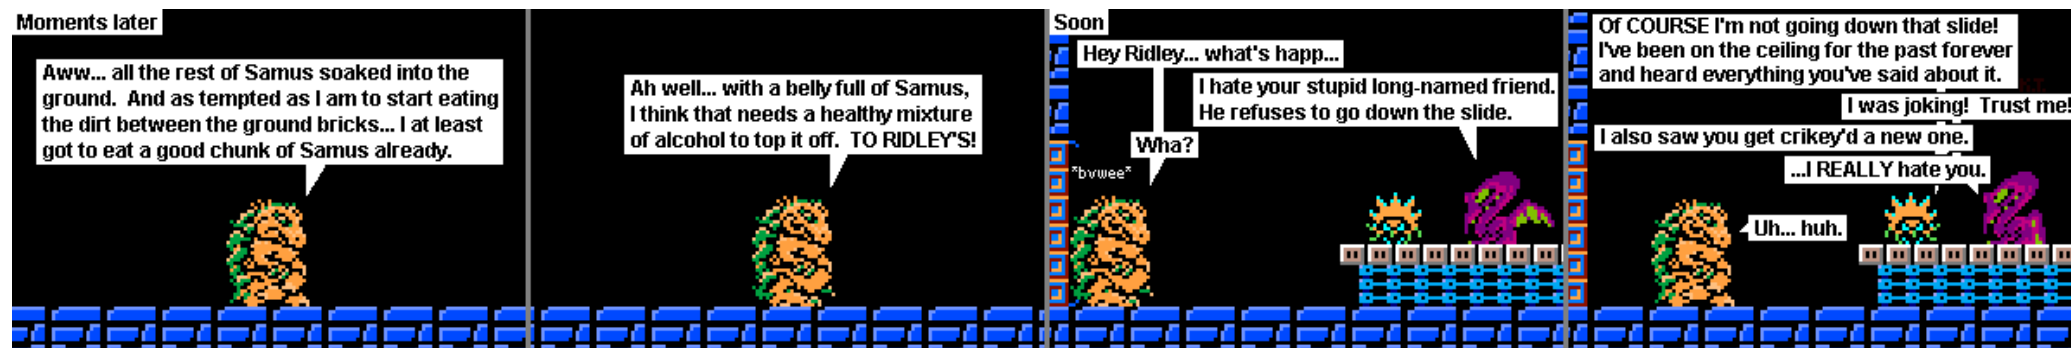 Moments later
Aww... all the rest of Samus soaked into the
ground.  And as tempted as I am to start eating
the dirt between the ground bricks... I at least
got to eat a good chunk of Samus already.
Ah well... with a belly full of Samus,
I think that needs a healthy mixture
of alcohol to top it off.  TO RIDLEY'S!
Soon
Hey Ridley... what's happ...
I hate your stupid long-named friend.
He refuses to go down the slide.
Wha?
*bvwee*
Of COURSE I'm not going down that slide!
I've been on the ceiling for the past forever
and heard everything you've said about it.
I was joking!  Trust me!
I also saw you get crikey'd a new one.
...I REALLY hate you.
Uh... huh.